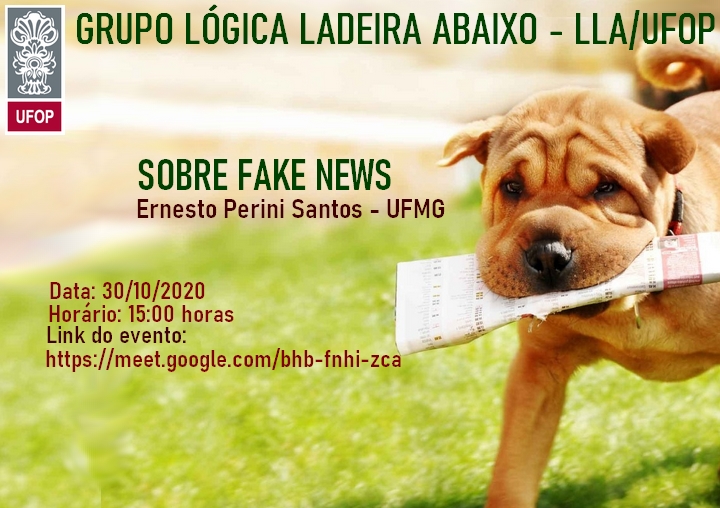 GRUPO LÓGICA LADEIRA ABAIXO - LLA/UFOP
UFOP
SOBRE FAKE NEWS
Ernesto Perini Santos - UFMG
Data: 30/10/2020
Horário: 15:00 horas
Link do evento:
https://meet.google.com/bhb-fnhi-zca